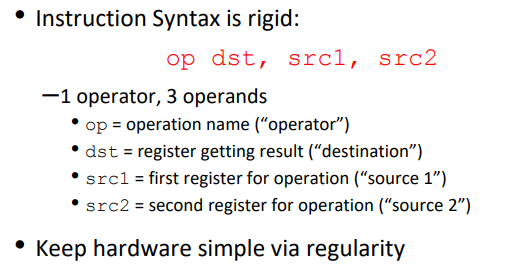 • Instruction Syntax is rigid:
op dst, src1, src2
–1 operator, 3 operands
• op = operation name (“operator”)
• dst = register getting result (“destination”)
• src1 = first register for operation (“source 1”)
• src2 = second register for operation (“source 2”)
• Keep hardware simple via regularity